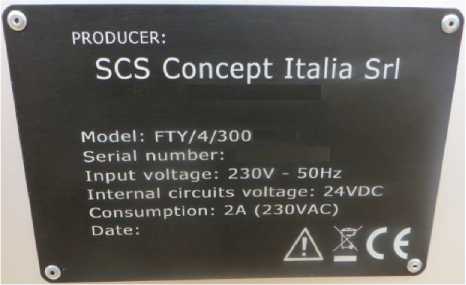 PRODUCER:
SCS Concept Italia Srl
Model: FTY/4/300
Serial number:
Input voltage: 230V - 50Hz
Internal circuits voltage: 24VDC
Consumption: 2A (230VAC)
Date:
CE